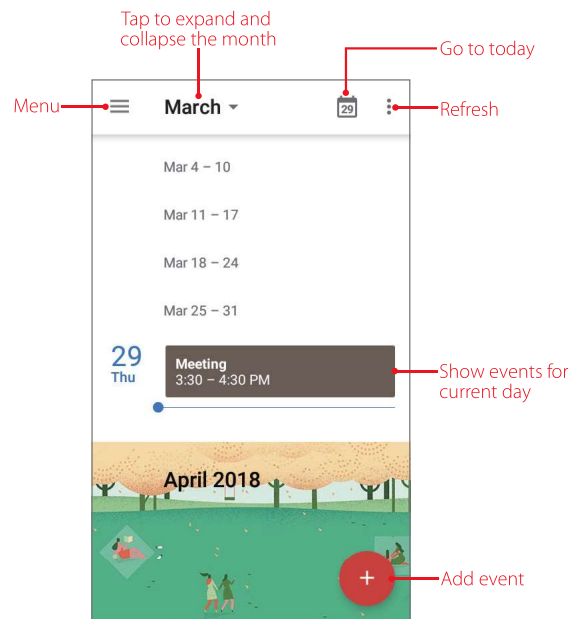 Tap to expand and
collapse the month
Go to today
Menu
March
29
Refresh
Mar 4 – 10
Mar 11 – 17
Mar 18 – 24
Mar 25 – 31
29
Thu
Meeting
3:30 – 4:30 PM
Show events for
current day
April 2018
+
Add event